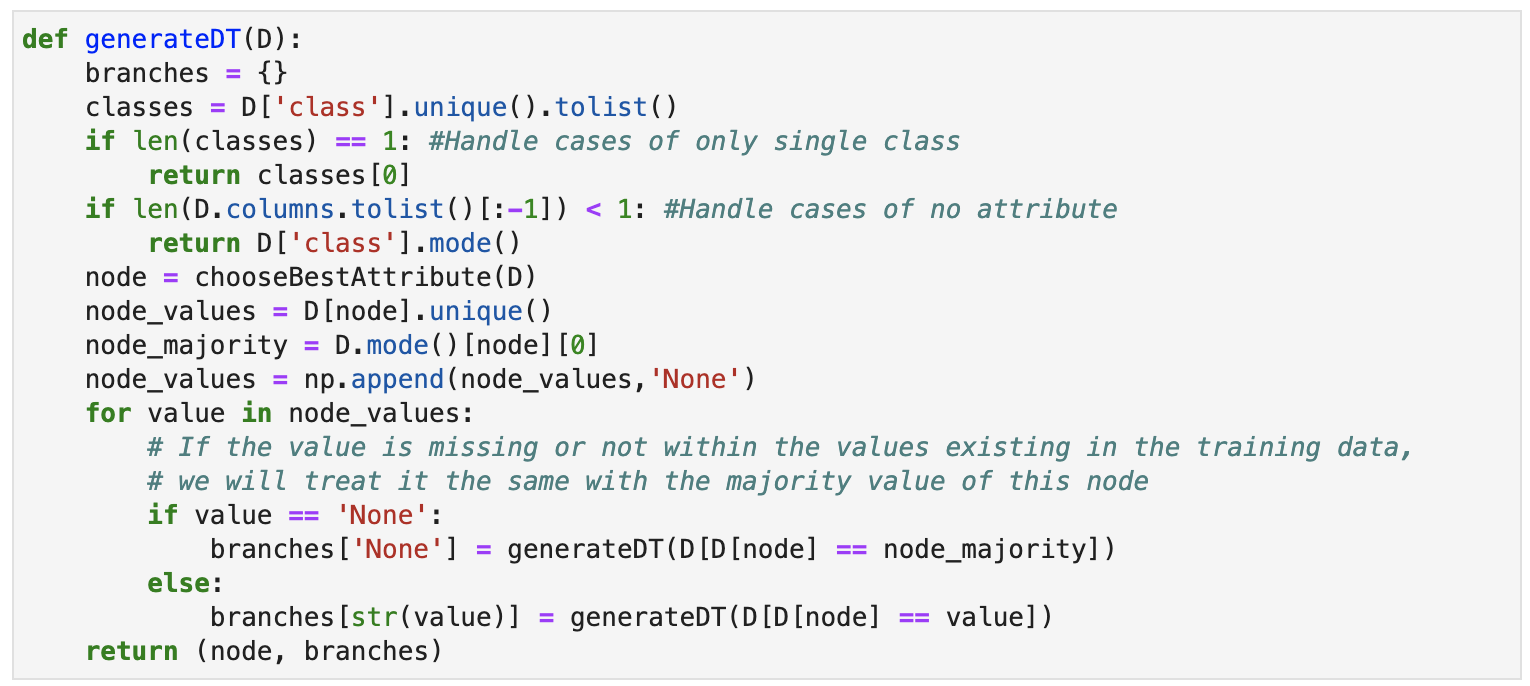 def generateDT(D):
    branches = {}
    classes = D['class'].unique().tolist()
    if len(classes) == 1: #Handle cases of only single class
        return classes[0]
    if len(D.columns.tolist()[:-1]) < 1: #Handle cases of no attribute
        return D['class'].mode()
    node = chooseBestAttribute(D)
    node_values = D[node].unique()
    node_majority = D.mode()[node][0]
    node_values = np.append(node_values,'None')
    for value in node_values:
        # If the value is missing or not within the values existing in the training data,
        # we will treat it the same with the majority value of this node
        if value == 'None':
            branches['None'] = generateDT(D[D[node] == node_majority])
        else:
            branches[str(value)] = generateDT(D[D[node] == value])
    return (node, branches)